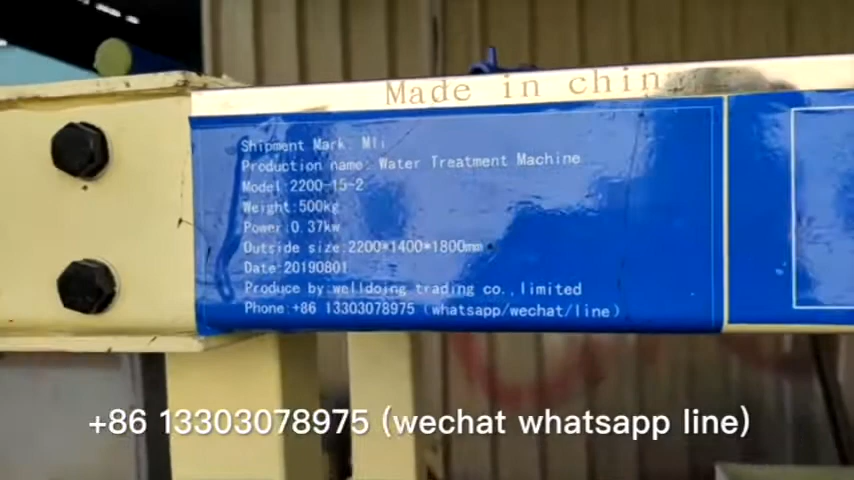 Made in china
Shipment Mark: Mli
Production name: Water Treatment Machine
Model:2200-15-2
Weight:500kg
Power:0.37kw
Outside size:2200*1400*1800mm
Date:20190801
Produce by:welldoing trading co.,limited
Phone:+86 13303078975 (whatsapp/wechat/line)
+86 13303078975 (wechat whatsapp line)